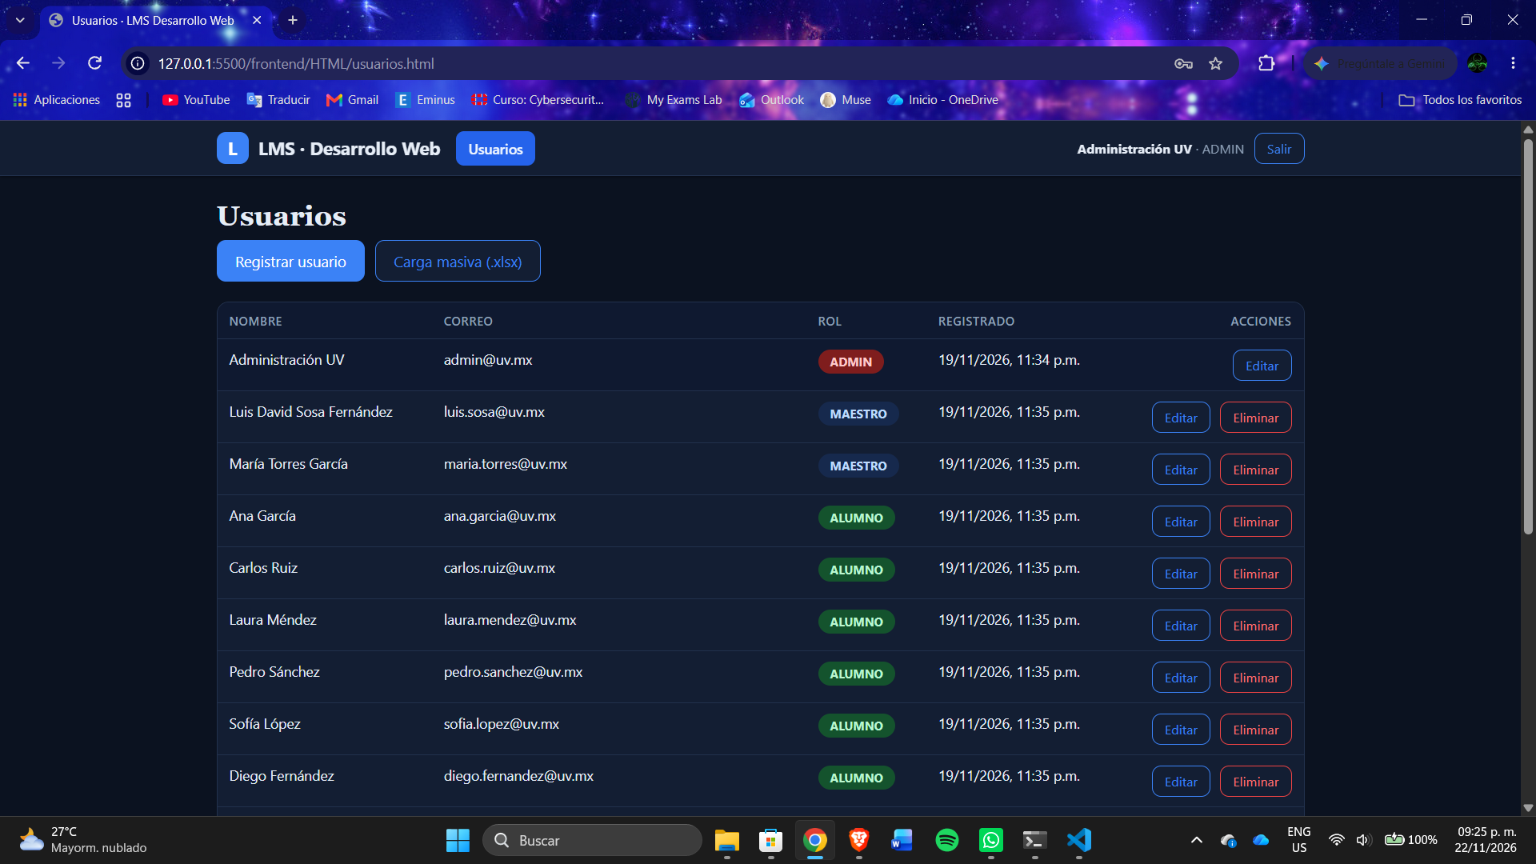 Usuarios · LMS Desarrollo Web
127.0.0.1:5500/frontend/HTML/usuarios.html
Pregúntale a Gemini
Aplicaciones YouTube Traducir Gmail Eminus Curso: Cybersecurit... My Exams Lab Outlook Muse Inicio - OneDrive Todos los favoritos
L LMS · Desarrollo Web Usuarios Administración UV · ADMIN Salir
Usuarios
Registrar usuario Carga masiva (.xlsx)
NOMBRE CORREO ROL REGISTRADO ACCIONES
Administración UV admin@uv.mx ADMIN 19/11/2026, 11:34 p.m. Editar
Luis David Sosa Fernández luis.sosa@uv.mx MAESTRO 19/11/2026, 11:35 p.m. Editar Eliminar
María Torres García maria.torres@uv.mx MAESTRO 19/11/2026, 11:35 p.m. Editar Eliminar
Ana García ana.garcia@uv.mx ALUMNO 19/11/2026, 11:35 p.m. Editar Eliminar
Carlos Ruiz carlos.ruiz@uv.mx ALUMNO 19/11/2026, 11:35 p.m. Editar Eliminar
Laura Méndez laura.mendez@uv.mx ALUMNO 19/11/2026, 11:35 p.m. Editar Eliminar
Pedro Sánchez pedro.sanchez@uv.mx ALUMNO 19/11/2026, 11:35 p.m. Editar Eliminar
Sofía López sofia.lopez@uv.mx ALUMNO 19/11/2026, 11:35 p.m. Editar Eliminar
Diego Fernández diego.fernandez@uv.mx ALUMNO 19/11/2026, 11:35 p.m. Editar Eliminar
27°C
Mayorm. nublado
Buscar
ENG
US
100%
09:25 p. m.
22/11/2026